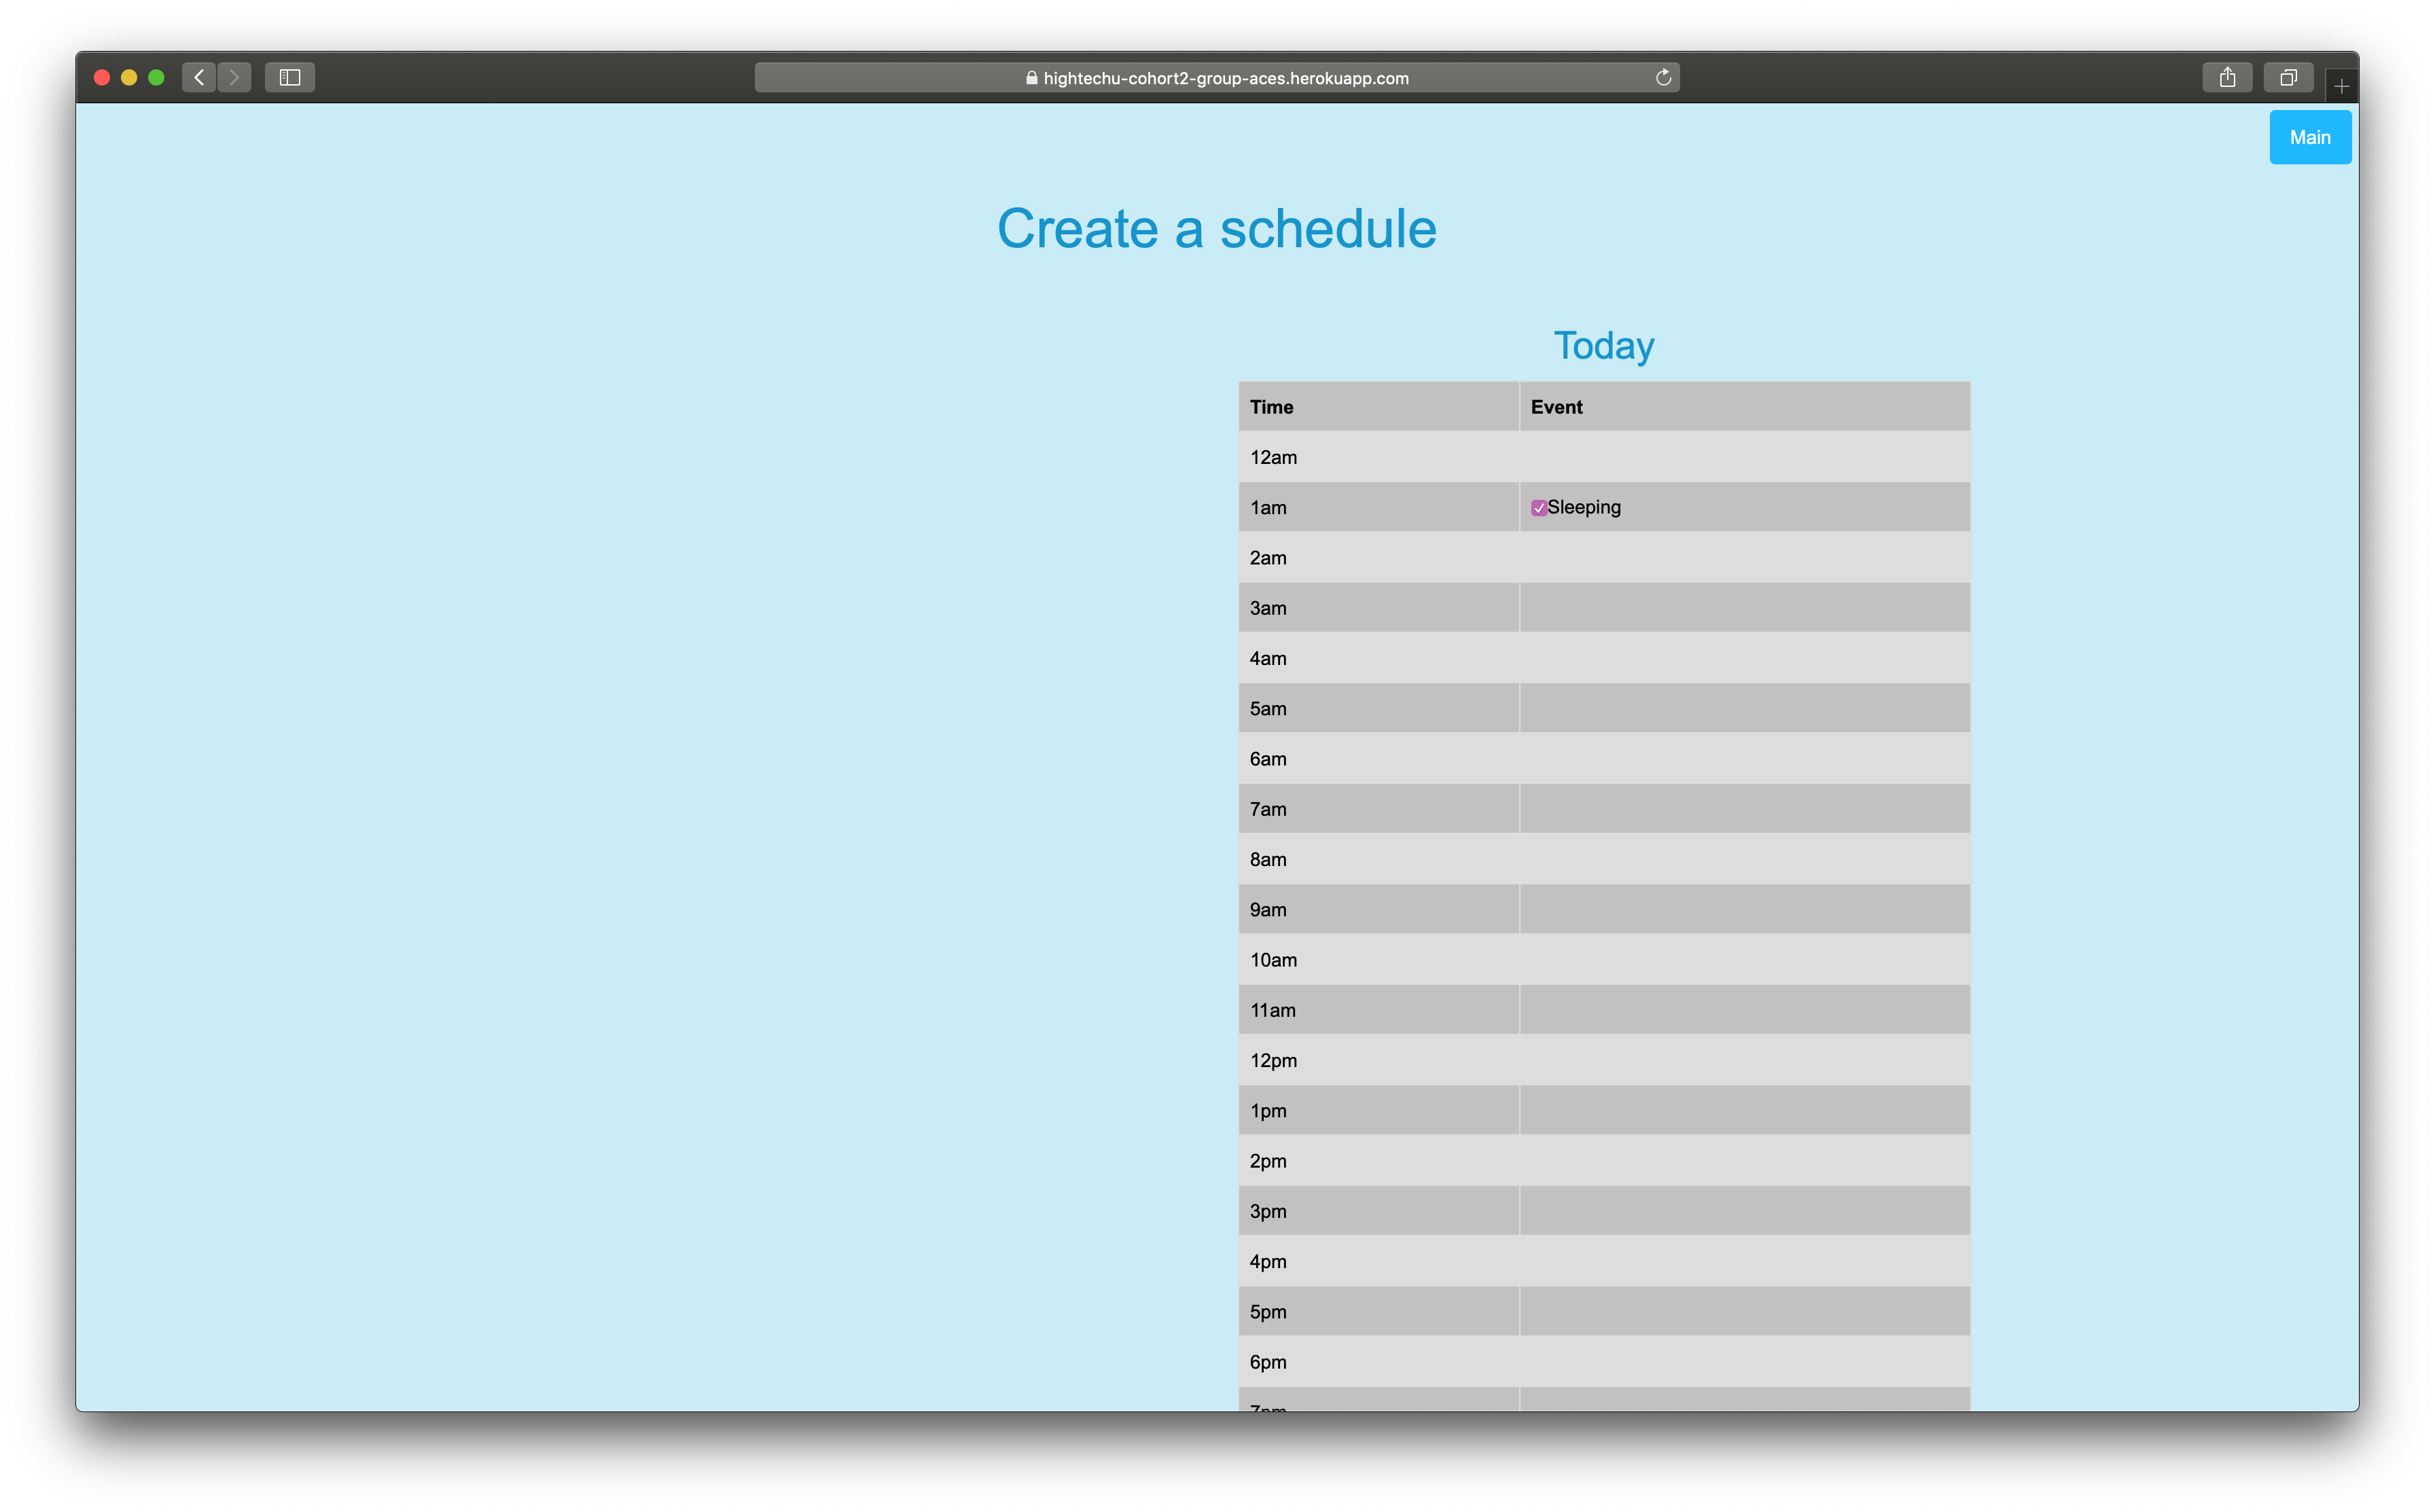 hightechu-cohort2-group-aces.herokuapp.com
Main
Create a schedule
Today
Time Event
12am
1am Sleeping
2am
3am
4am
5am
6am
7am
8am
9am
10am
11am
12pm
1pm
2pm
3pm
4pm
5pm
6pm
7pm